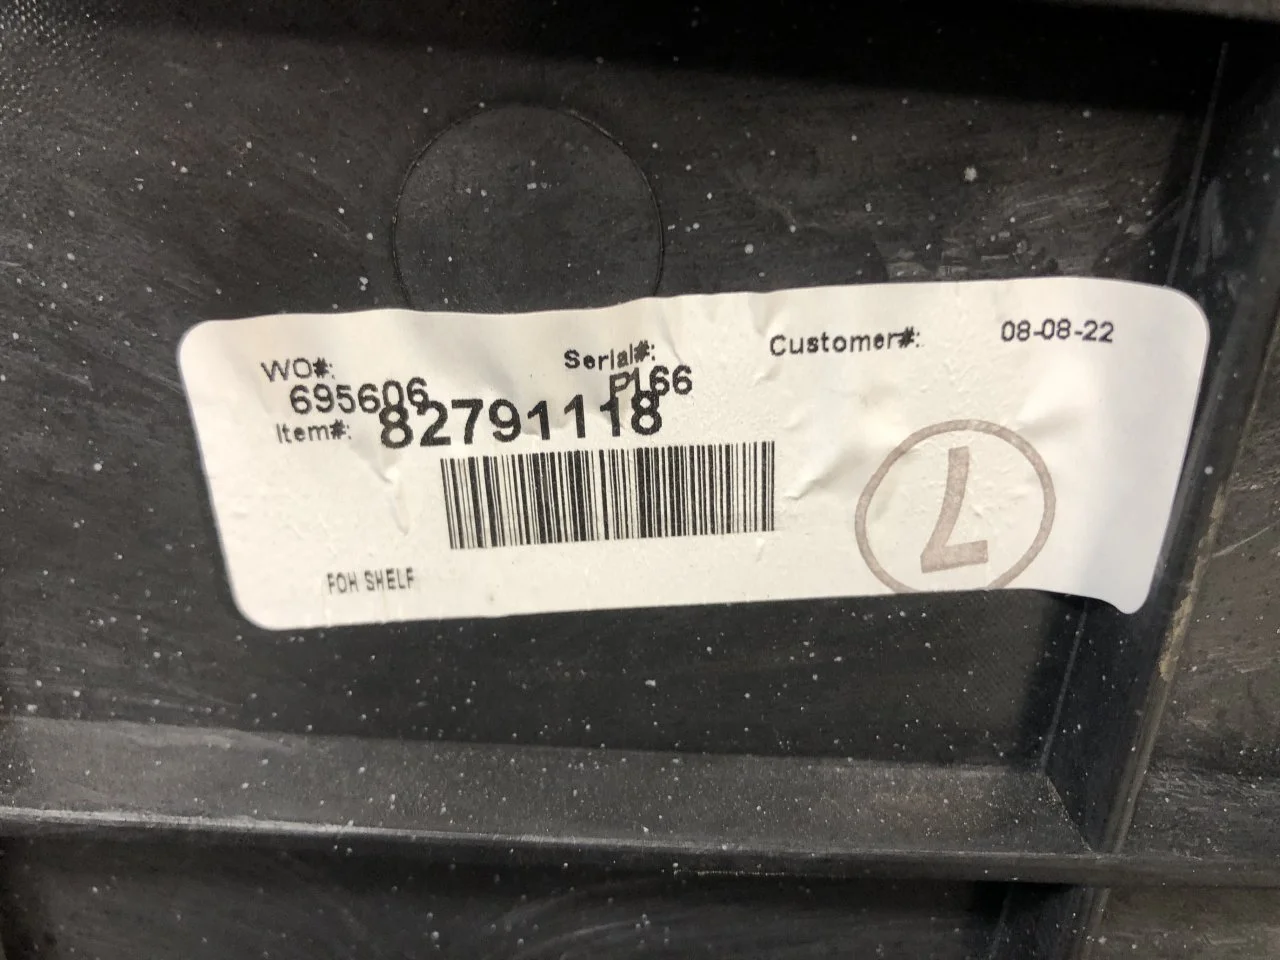 WO#: Serial#: Customer#: 08-08-22
695606 P166
Item#: 82791118
FOH SHELF
L